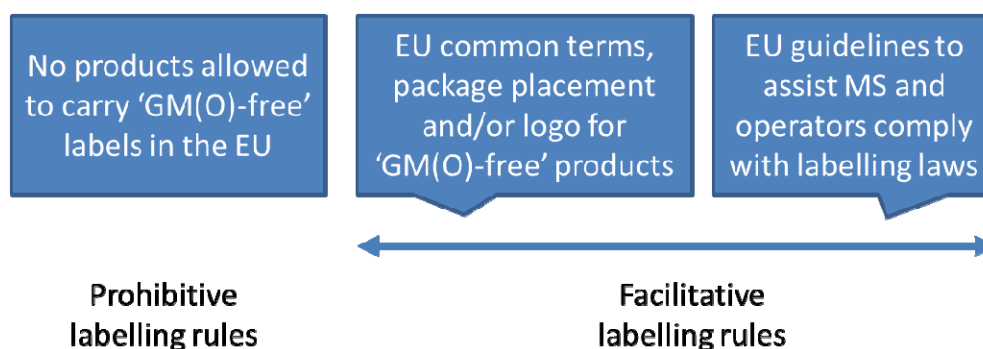 No products allowed
to carry ‘GM(O)-free’
labels in the EU
EU common terms,
package placement
and/or logo for
‘GM(O)-free’ products
EU guidelines to
assist MS and
operators comply
with labelling laws
Prohibitive
labelling rules
Facilitative
labelling rules